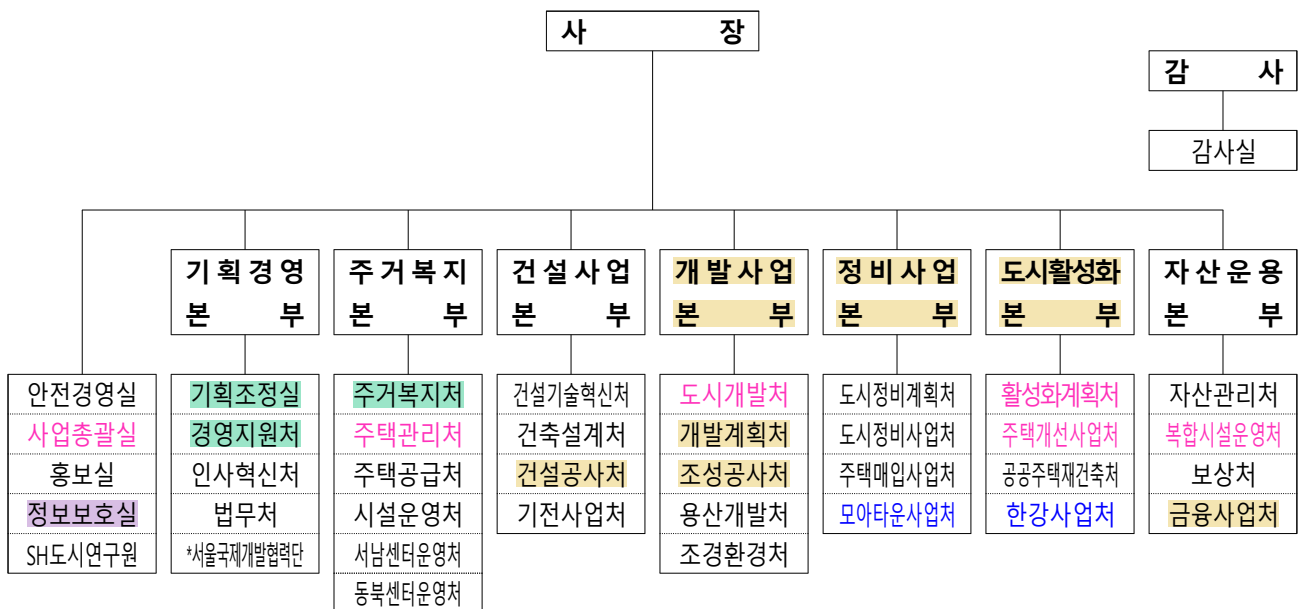 사 장
감 사
감사실
기획경영
본 부
주거복지
본 부
건설사업
본 부
개발사업
본 부
정비사업
본 부
도시활성화
본 부
자산운용
본 부
안전경영실
사업총괄실
홍보실
정보보호실
SH도시연구원
기획조정실
경영지원처
인사혁신처
법무처
*서울국제개발협력단
주거복지처
주택관리처
주택공급처
시설운영처
서남센터운영처
동북센터운영처
건설기술혁신처
건축설계처
건설공사처
기전사업처
도시개발처
개발계획처
조성공사처
용산개발처
조경환경처
도시정비계획처
도시정비사업처
주택매입사업처
모아타운사업처
활성화계획처
주택개선사업처
공공주택재건축처
한강사업처
자산관리처
복합시설운영처
보상처
금융사업처